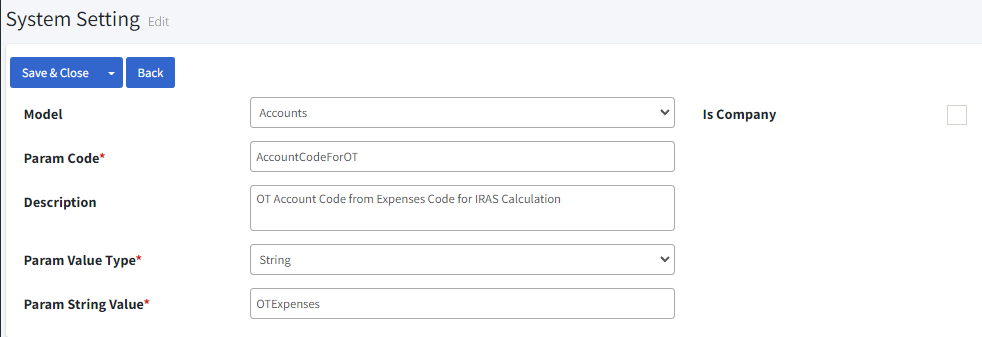 System Setting Edit
Save & Close Back
Model Accounts Is Company
Param Code* AccountCodeForOT
Description OT Account Code from Expenses Code for IRAS Calculation
Param Value Type* String
Param String Value* OTExpenses